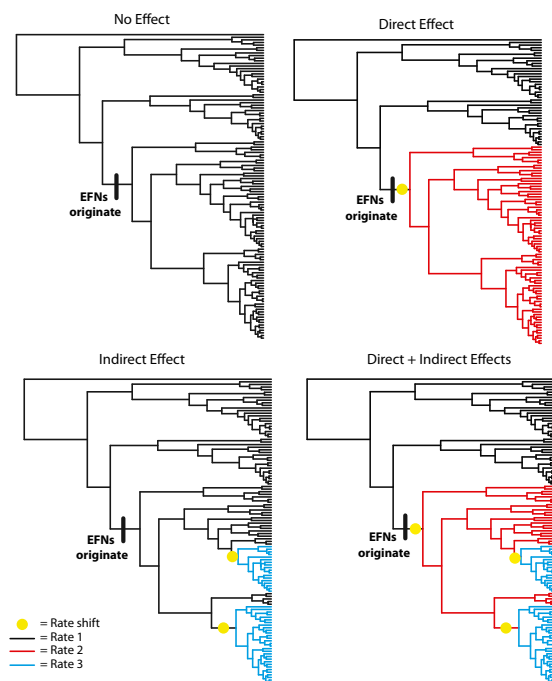 No Effect
Direct Effect
EFNs
originate
EFNs
originate
Indirect Effect
Direct + Indirect Effects
EFNs
originate
EFNs
originate
= Rate shift
= Rate 1
= Rate 2
= Rate 3